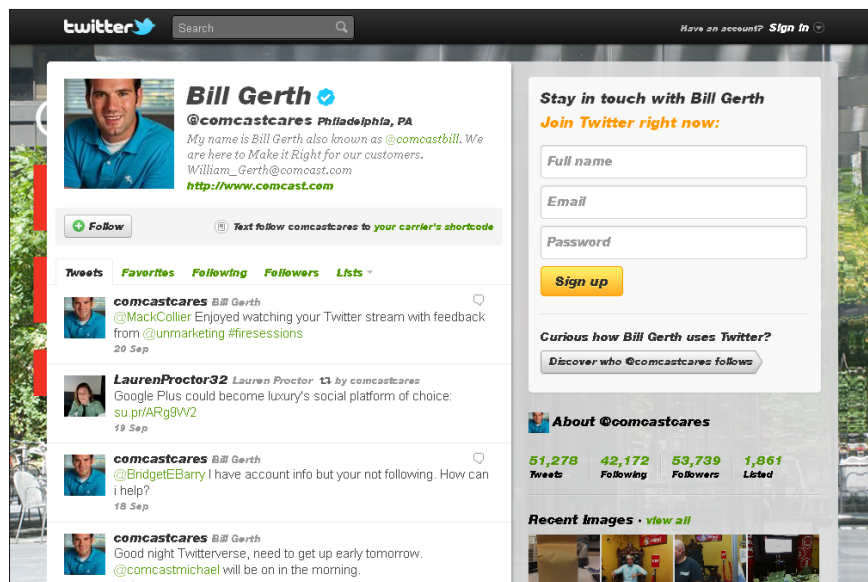 twitter
Search
Have an account? Sign in
Bill Gerth
@comcastcares Philadelphia, PA
My name is Bill Gerth also known as @comcastbill. We
are here to Make it Right for our customers.
William_Gerth@comcast.com
http://www.comcast.com
Follow
Text follow comcastcares to your carrier's shortcode
Tweets Favorites Following Followers Lists
comcastcares Bill Gerth
@MackCollier Enjoyed watching your Twitter stream with feedback
from @unmarketing #firesessions
20 Sep
LaurenProctor32 Lauren Proctor by comcastcares
Google Plus could become luxury's social platform of choice:
su.pr/ARg9W2
19 Sep
comcastcares Bill Gerth
@BridgetEBarry I have account info but your not following. How can
i help?
18 Sep
comcastcares Bill Gerth
Good night Twitterverse, need to get up early tomorrow.
@comcastmichael will be on in the morning.
Stay in touch with Bill Gerth
Join Twitter right now:
Full name
Email
Password
Sign up
Curious how Bill Gerth uses Twitter?
Discover who @comcastcares follows
About @comcastcares
51,278 42,172 53,739 1,861
Tweets Following Followers Listed
Recent Images · view all